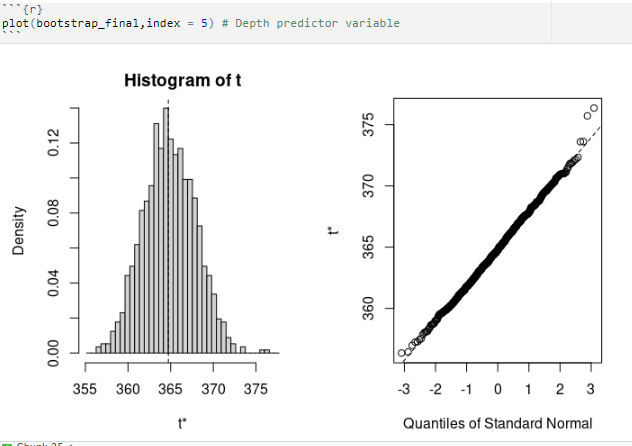 ```{r}
plot(bootstrap_final,index = 5) # Depth predictor variable
```
Histogram of t
Density
0.00 0.04 0.08 0.12
355 360 365 370 375
t*
t*
360 365 370 375
-3 -2 -1 0 1 2 3
Quantiles of Standard Normal